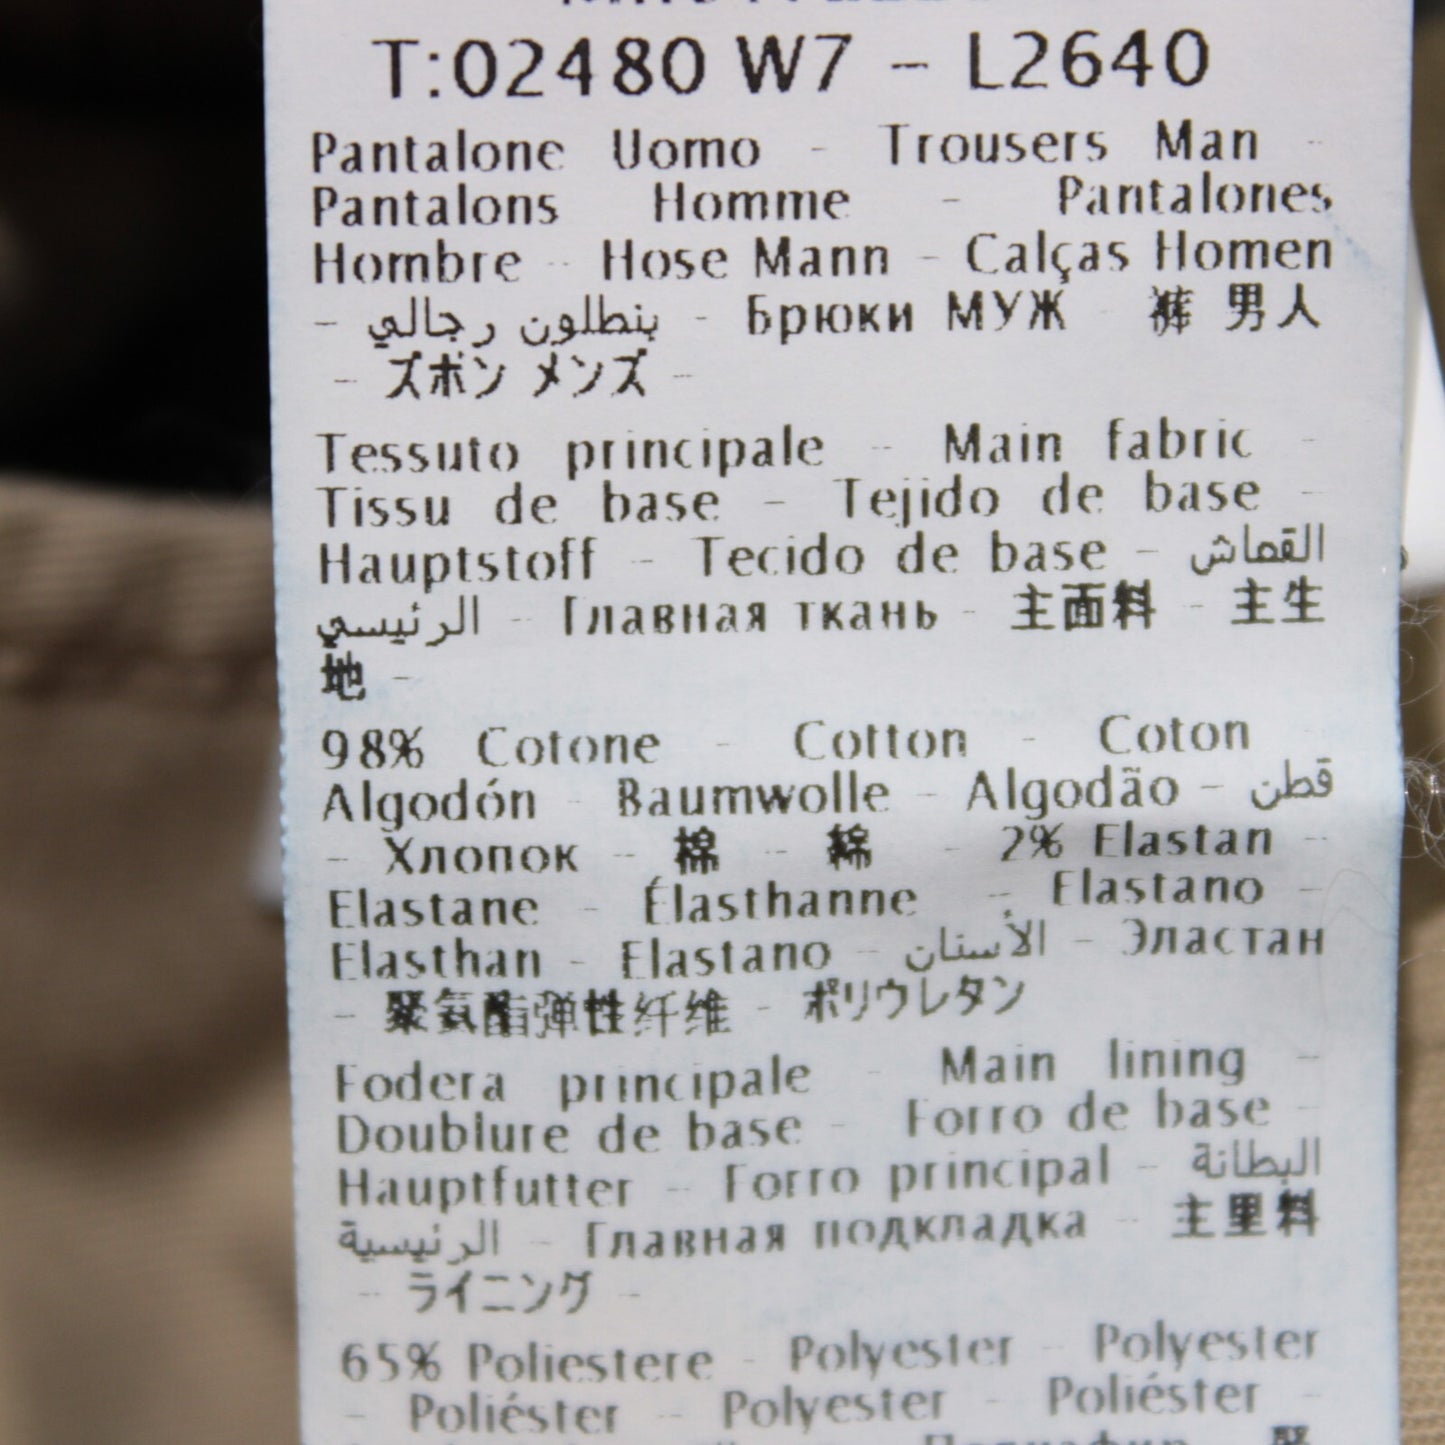 T:02480 W7 - L2640
Pantalone Uomo - Trousers Man -
Pantalons Homme - Pantalones
Hombre - Hose Mann - Calças Homen
- بنطلون رجالي - Брюки МУЖ - 裤 男人
- ズボン メンズ -
Tessuto principale - Main fabric -
Tissu de base - Tejido de base -
Hauptstoff - Tecido de base - القماش
الرئيسي - Главная ткань - 主面料 - 主生
地 -
98% Cotone - Cotton - Coton
Algodón - Baumwolle - Algodão - قطن
- Хлопок - 棉 - 綿 - 2% Elastan -
Elastane - Élasthanne - Elastano -
Elasthan - Elastano - الأستان - Эластан
- 聚氨酯弹性纤维 - ポリウレタン
Fodera principale - Main lining -
Doublure de base - Forro de base -
Hauptfutter - Forro principal - البطانة
الرئيسية - Главная подкладка - 主里料
- ライニング -
65% Poliestere - Polyester - Polyester
- Poliéster - Polyester - Poliéster -